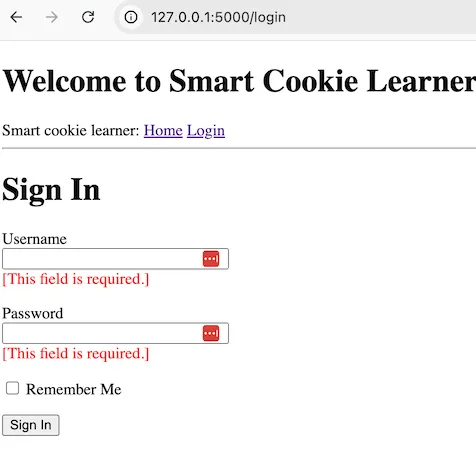 127.0.0.1:5000/login
Welcome to Smart Cookie Learner
Smart cookie learner: Home Login
Sign In
Username
[This field is required.]
Password
[This field is required.]
Remember Me
Sign In